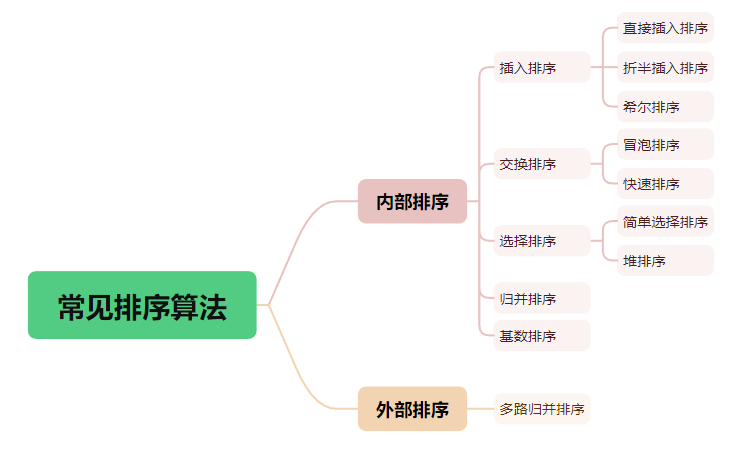 常见排序算法
内部排序
插入排序
直接插入排序
折半插入排序
希尔排序
交换排序
冒泡排序
快速排序
选择排序
简单选择排序
堆排序
归并排序
基数排序
外部排序
多路归并排序